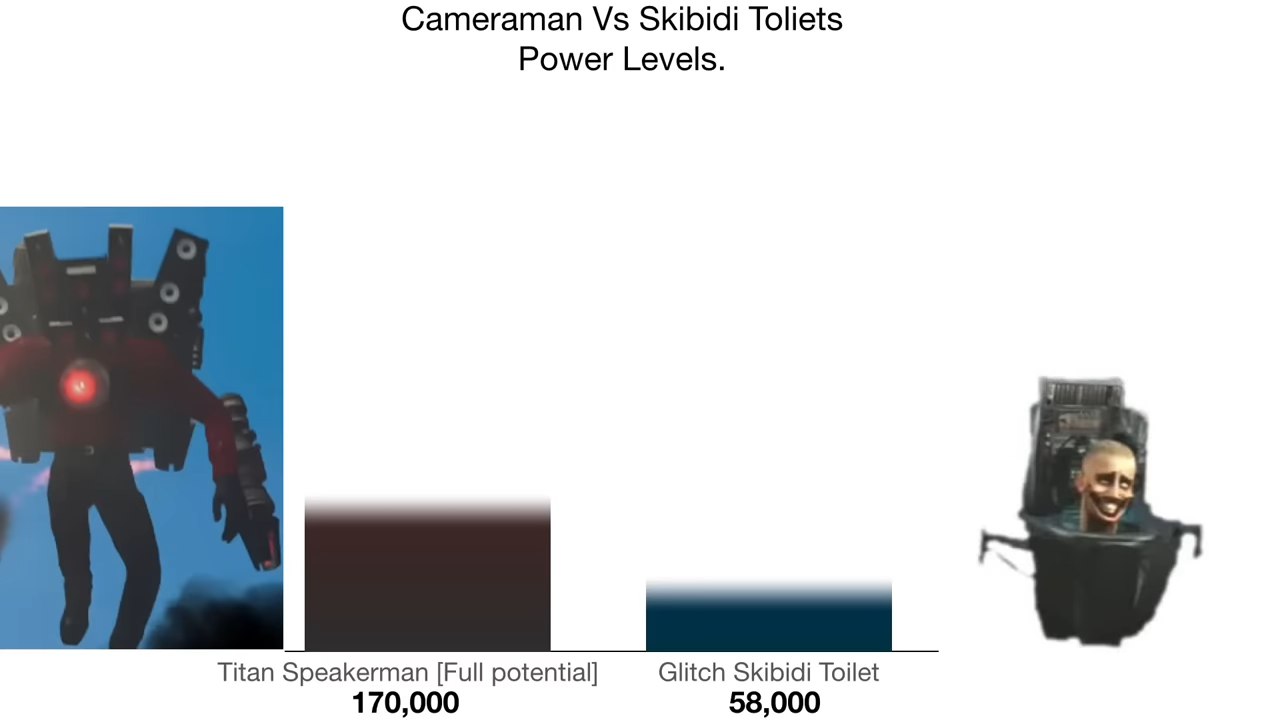 Cameraman Vs Skibidi Toliets
Power Levels.
Titan Speakerman [Full potential]
170,000
Glitch Skibidi Toilet
58,000